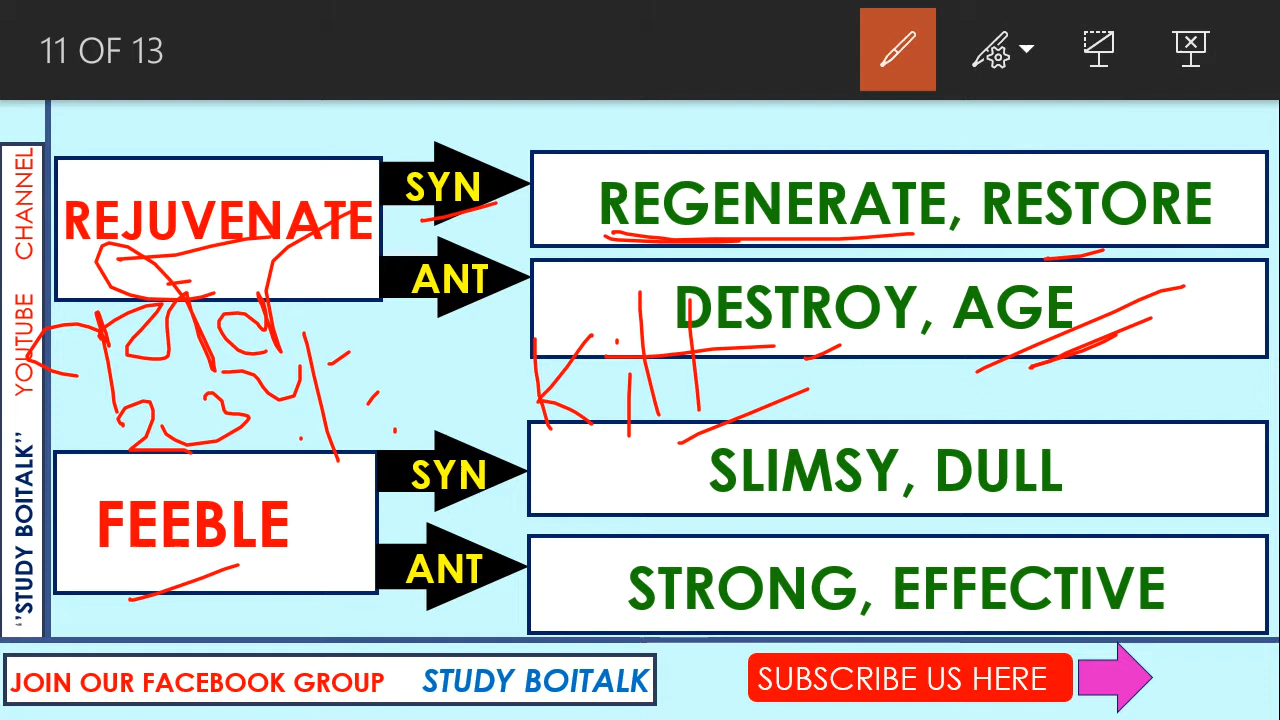 11 OF 13
REJUVENATE
SYN
REGENERATE, RESTORE
ANT
DESTROY, AGE
Kill
FEEBLE
SYN
SLIMSY, DULL
ANT
STRONG, EFFECTIVE
"STUDY BOITALK" YOUTUBE CHANNEL
JOIN OUR FACEBOOK GROUP STUDY BOITALK
SUBSCRIBE US HERE